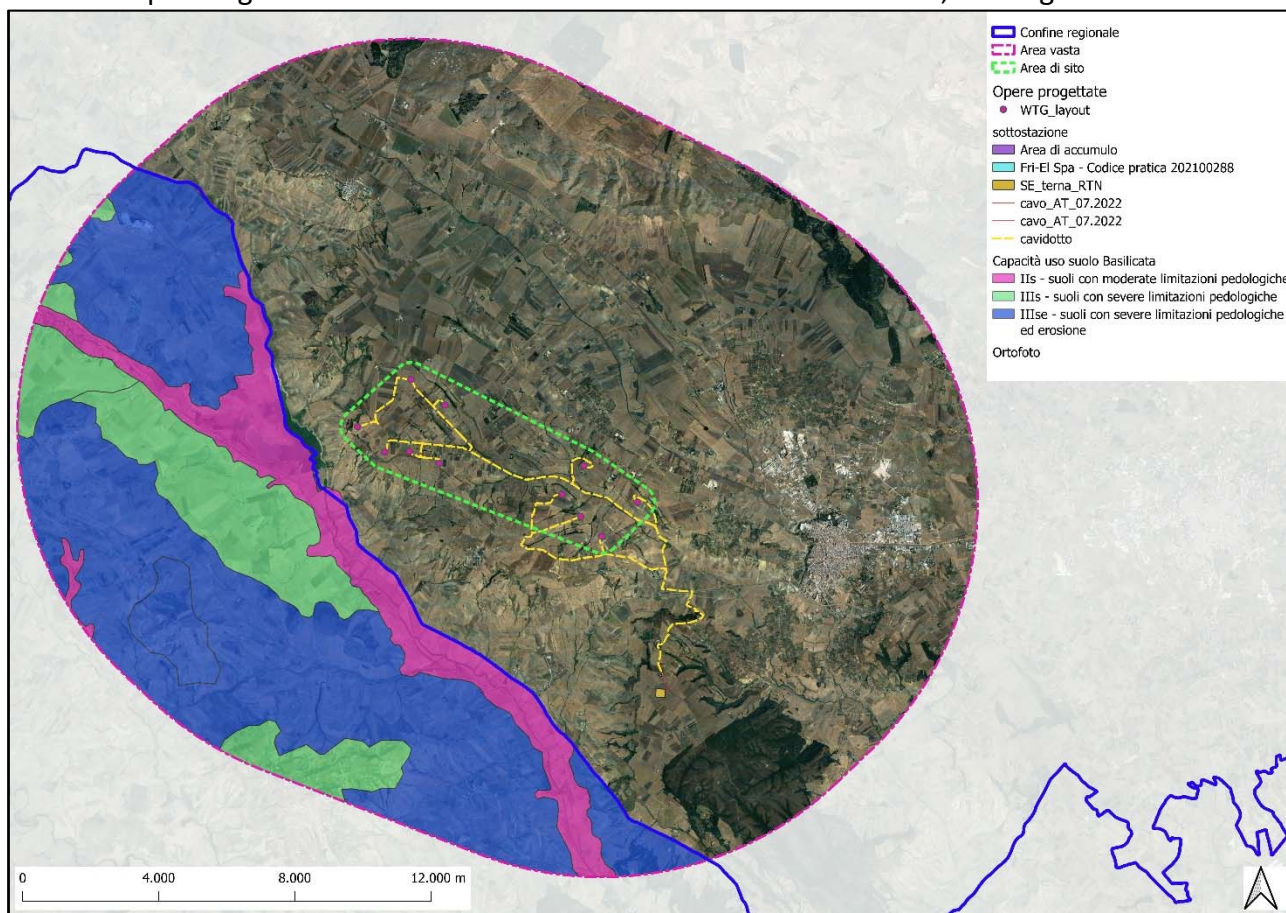 Confine regionale
Area vasta
Area di sito
Opere progettate
WTG_layout
sottostazione
Area di accumulo
Fri-El Spa - Codice pratica 202100288
SE_terna_RTN
cavo_AT_07.2022
cavo_AT_07.2022
cavidotto
Capacità uso suolo Basilicata
IIs - suoli con moderate limitazioni pedologiche
IIIs - suoli con severe limitazioni pedologiche
IIIse - suoli con severe limitazioni pedologiche
ed erosione
Ortofoto
0 4.000 8.000 12.000 m